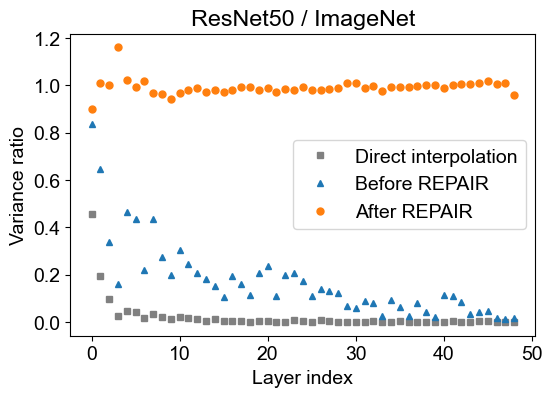 ResNet50 / ImageNet
Variance ratio
1.2
1.0
0.8
0.6
0.4
0.2
0.0
Direct interpolation
Before REPAIR
After REPAIR
0 10 20 30 40 50
Layer index